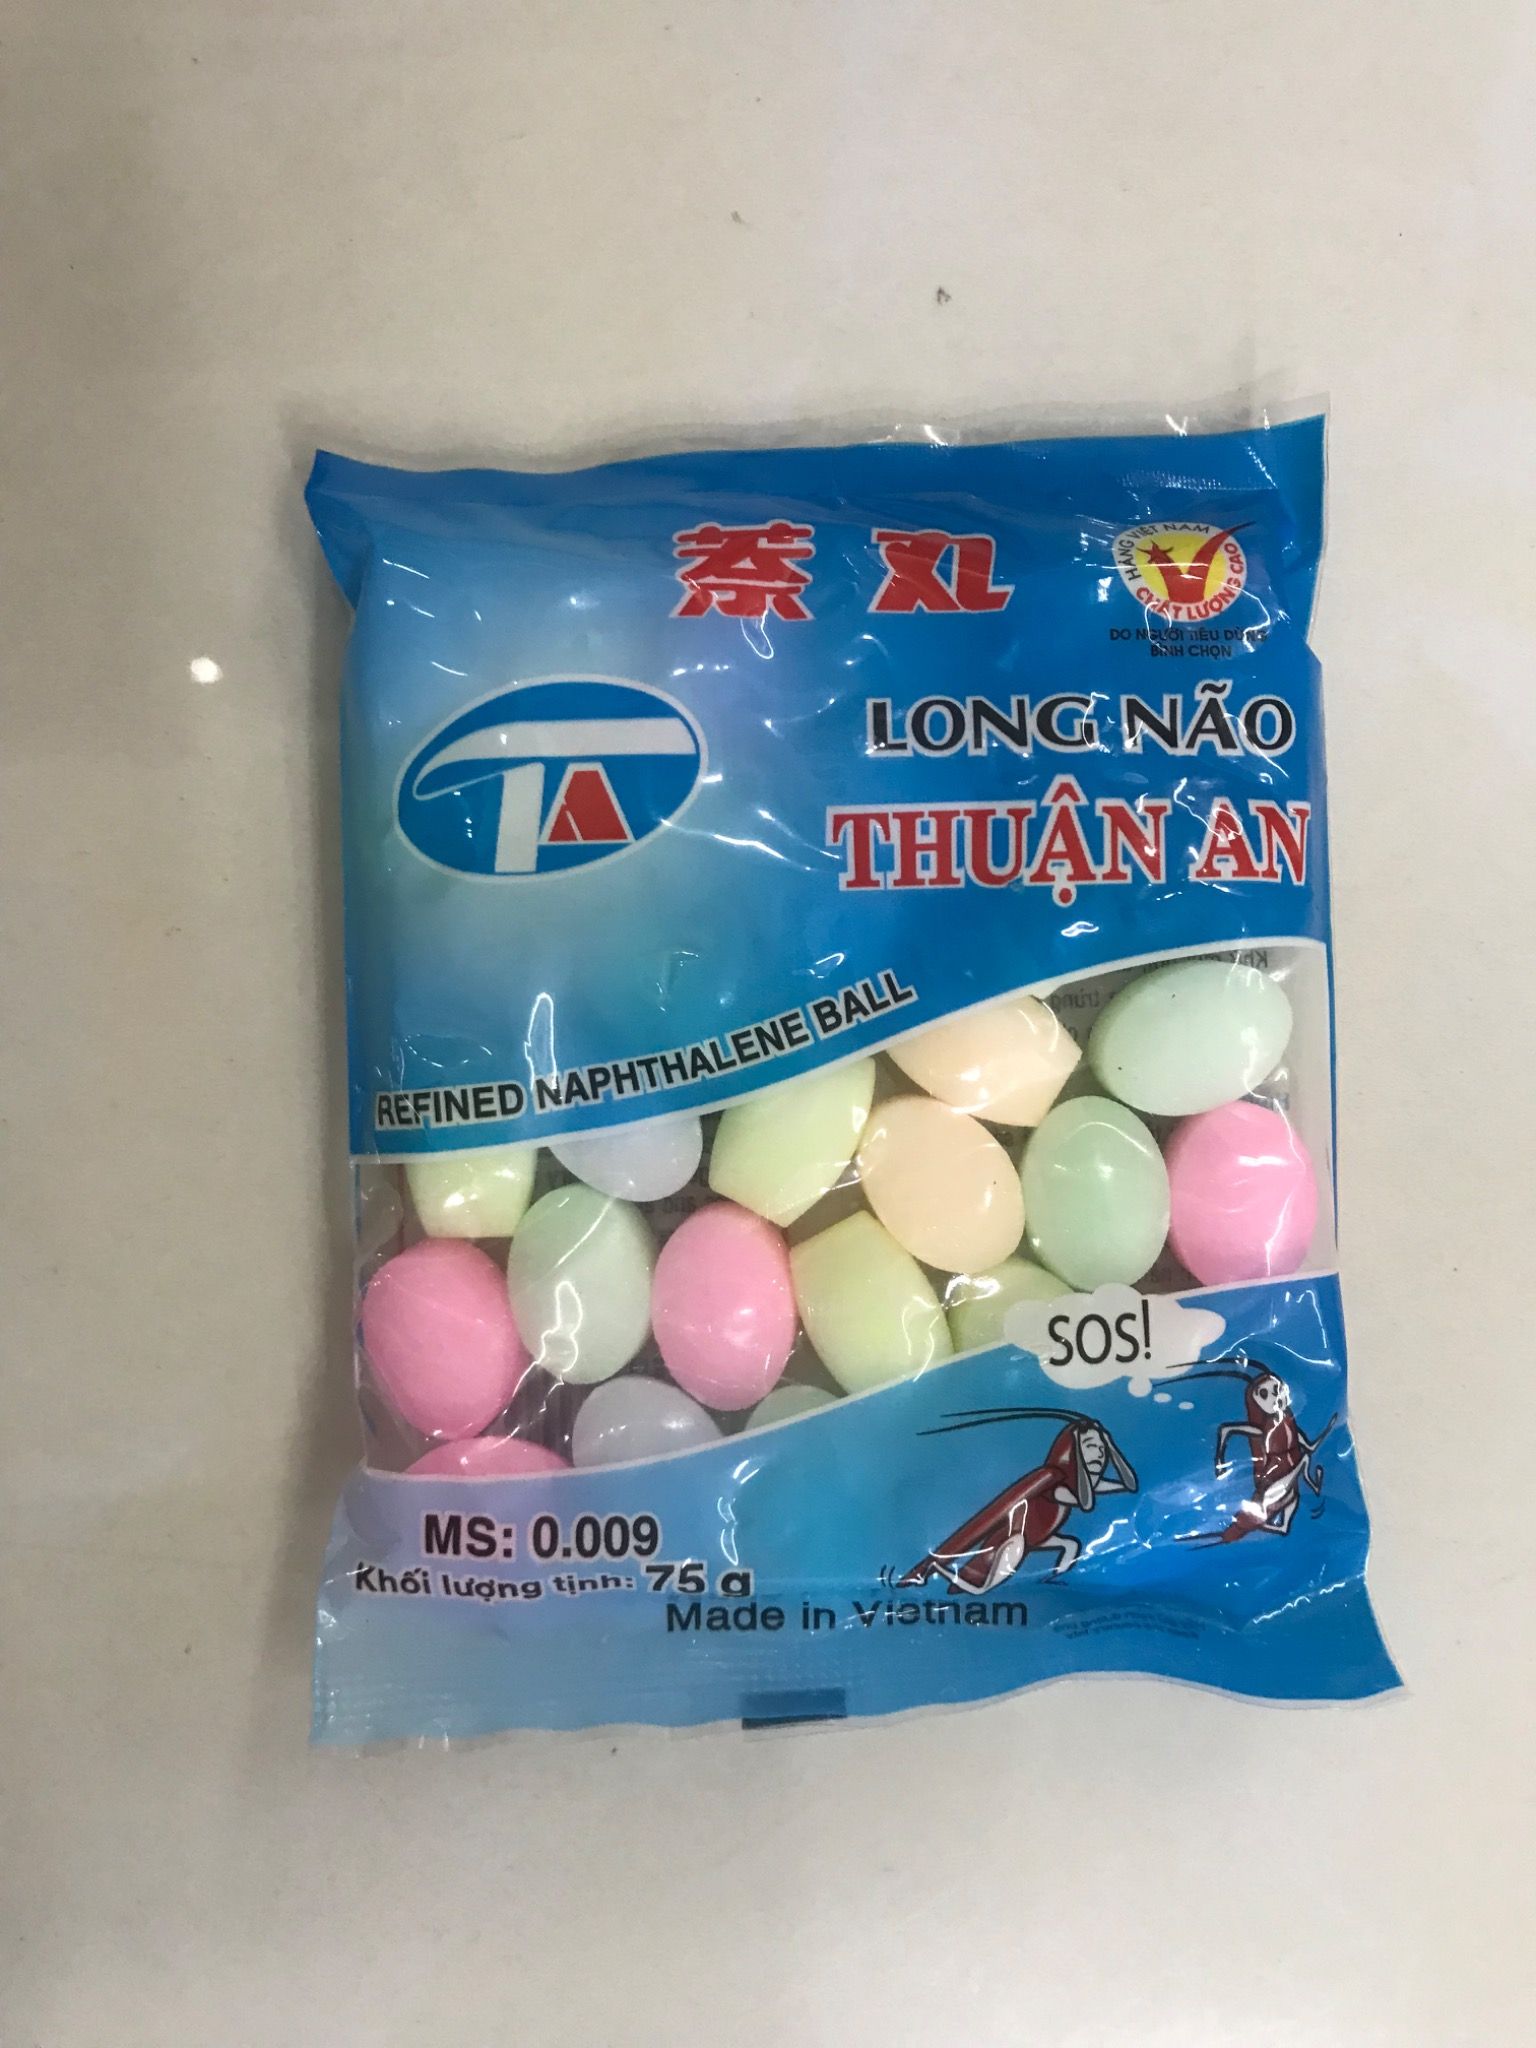 萘丸
HÀNG VIỆT NAM
CHẤT LƯỢNG CAO
DO NGƯỜI TIÊU DÙNG
BÌNH CHỌN
TA
LONG NÃO
THUẬN AN
REFINED NAPHTHALENE BALL
SOS!
MS: 0.009
Khối lượng tịnh: 75 g
Made in Vietnam